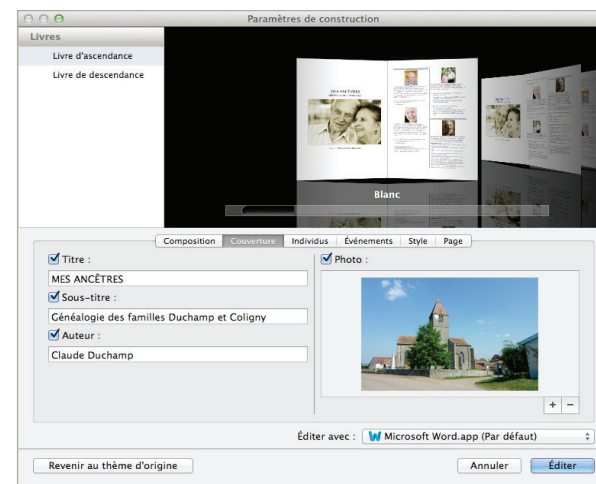 Paramètres de construction
Livres
Livre d'ascendance
Livre de descendance
Blanc
Composition Couverture Individus Événements Style Page
Titre :
MES ANCÊTRES
Sous-titre :
Généalogie des familles Duchamp et Coligny
Auteur :
Claude Duchamp
Photo :
+ −
Éditer avec : Microsoft Word.app (Par défaut)
Revenir au thème d'origine
Annuler
Éditer